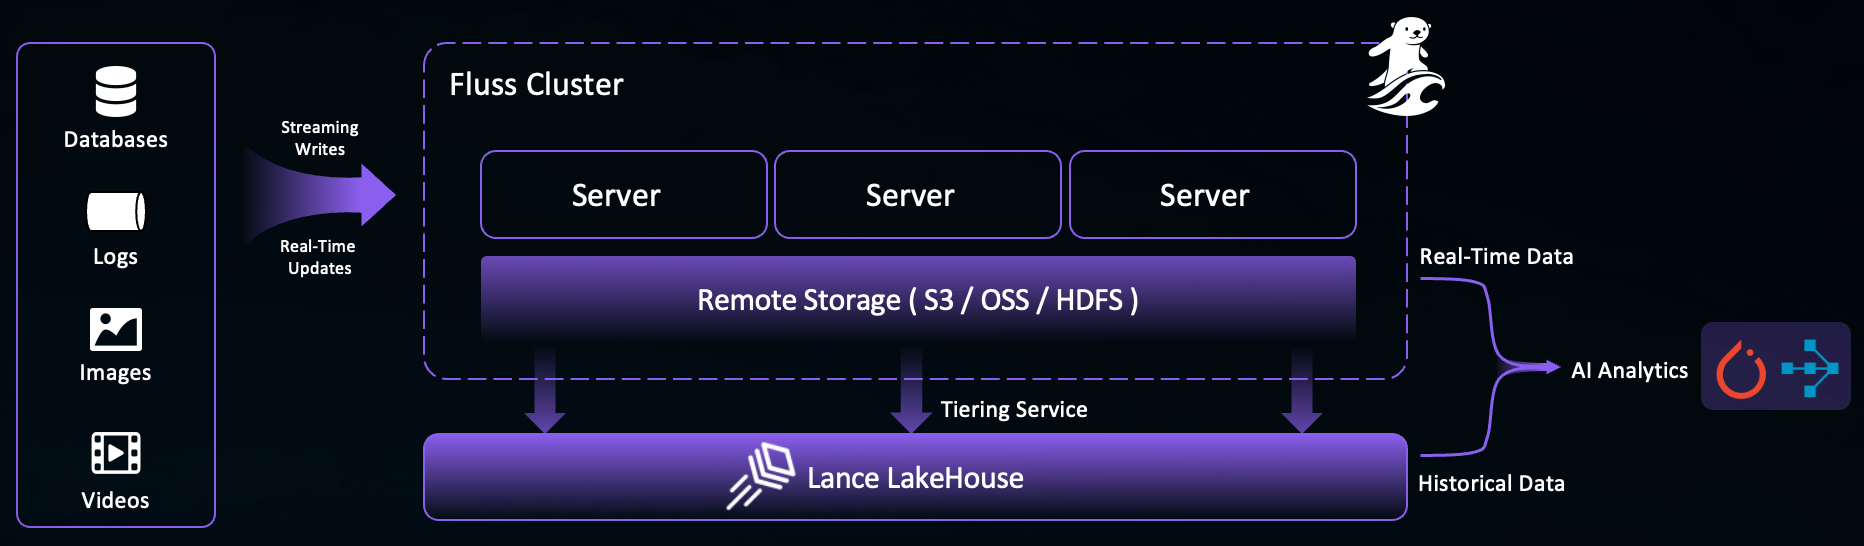 Databases
Logs
Images
Videos
Streaming
Writes
Real-Time
Updates
Fluss Cluster
Server
Server
Server
Remote Storage ( S3 / OSS / HDFS )
Tiering Service
Lance LakeHouse
Real-Time Data
Historical Data
AI Analytics